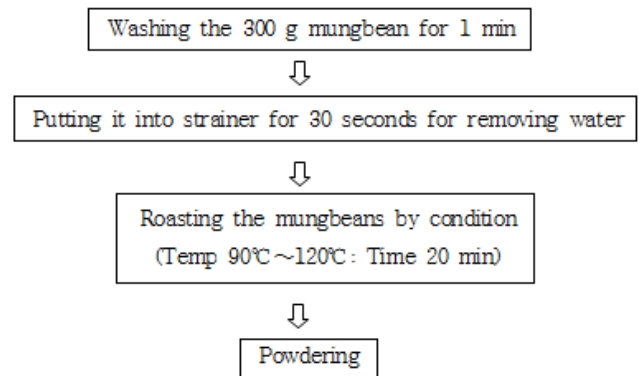 Washing the 300 g mungbean for 1 min
Putting it into strainer for 30 seconds for removing water
Roasting the mungbeans by condition
(Temp 90℃～120℃: Time 20 min)
Powdering